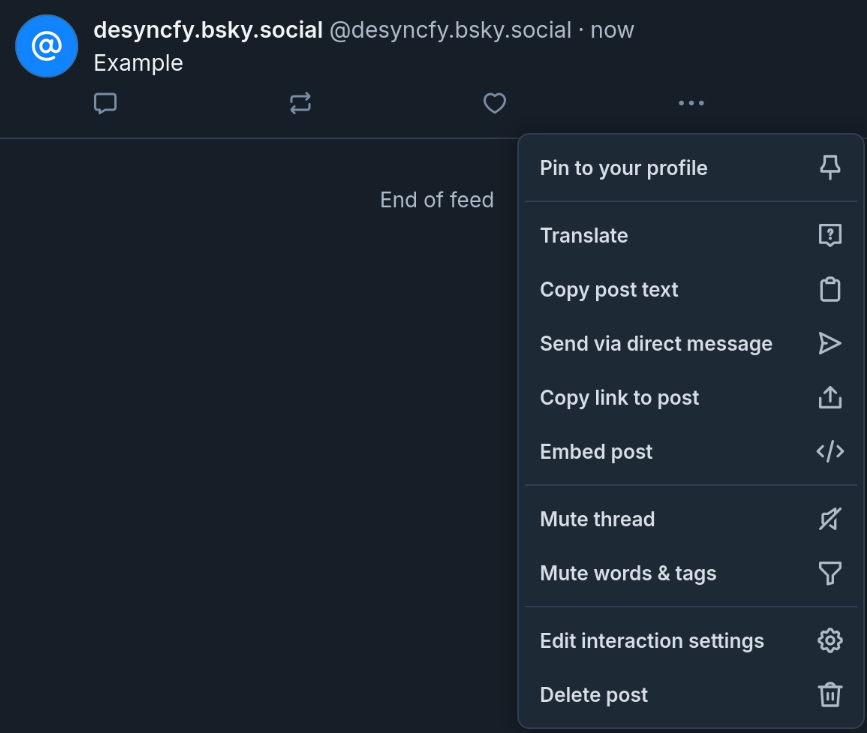 desyncfy.bsky.social @desyncfy.bsky.social · now
Example
End of feed
Pin to your profile
Translate
Copy post text
Send via direct message
Copy link to post
Embed post
Mute thread
Mute words & tags
Edit interaction settings
Delete post